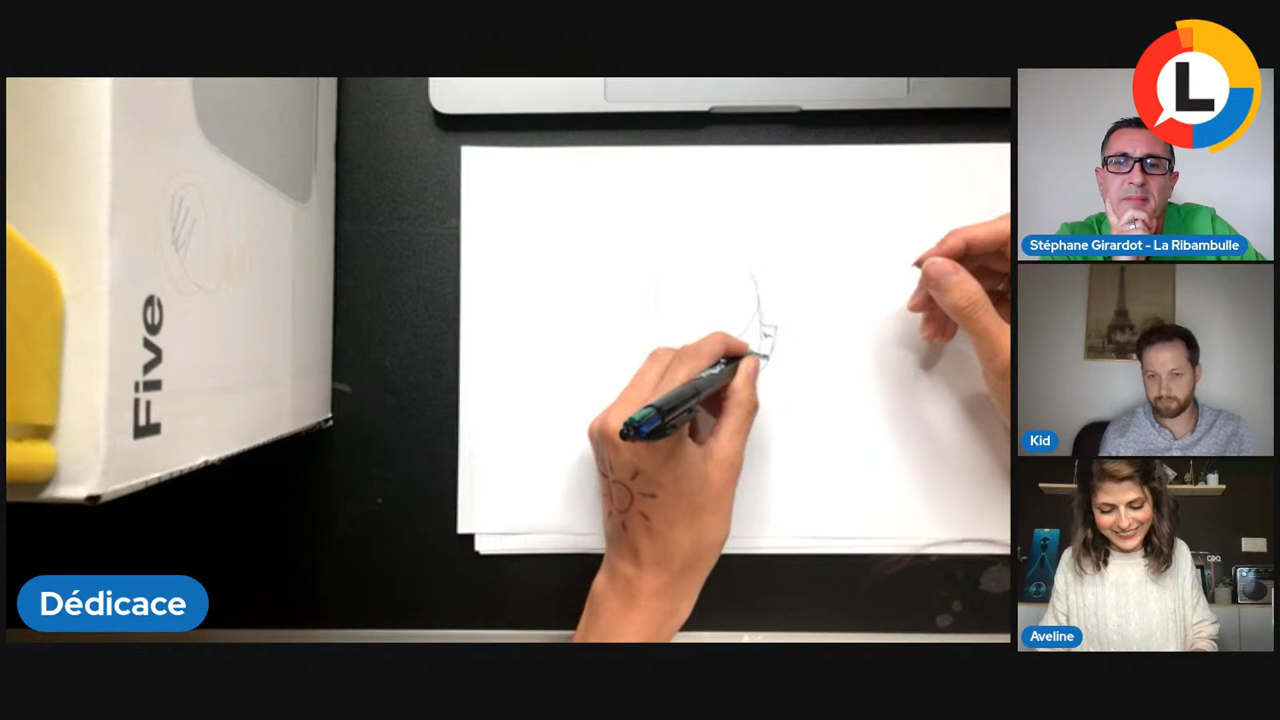 Five
Dédicace
L
Stéphane Girardot - La Ribambulle
Kid
Aveline